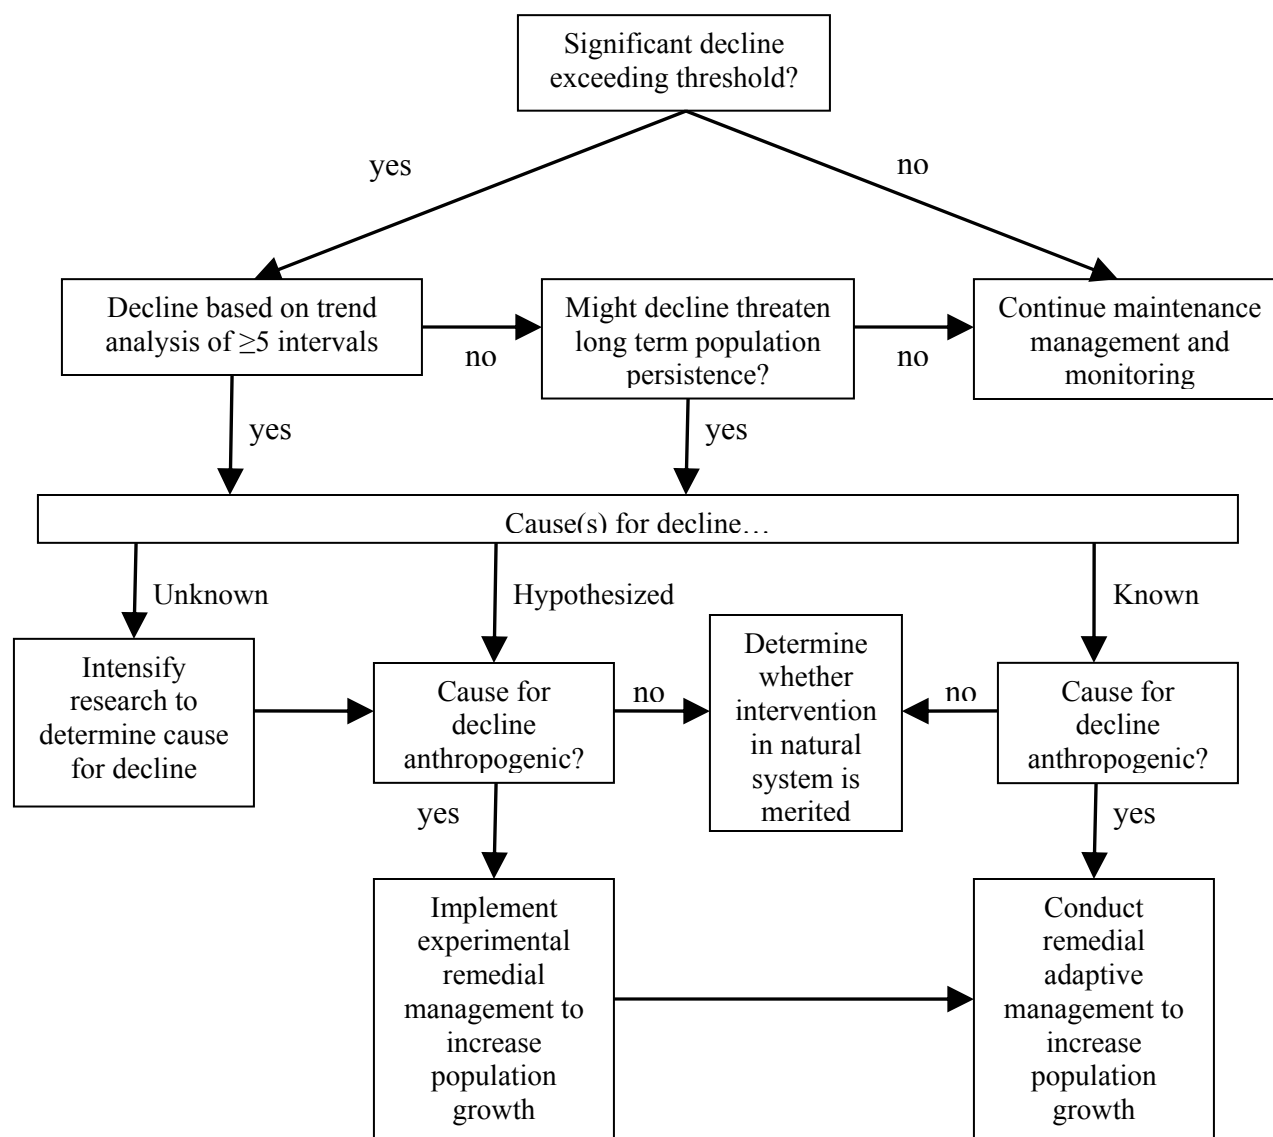 Significant decline
exceeding threshold?
yes
no
Decline based on trend
analysis of ≥5 intervals
no
Might decline threaten
long term population
persistence?
no
Continue maintenance
management and
monitoring
yes
yes
Cause(s) for decline…
Unknown
Hypothesized
Known
Intensify
research to
determine cause
for decline
Cause for
decline
anthropogenic?
no
Determine
whether
intervention
in natural
system is
merited
no
Cause for
decline
anthropogenic?
yes
yes
Implement
experimental
remedial
management to
increase
population
growth
Conduct
remedial
adaptive
management to
increase
population
growth